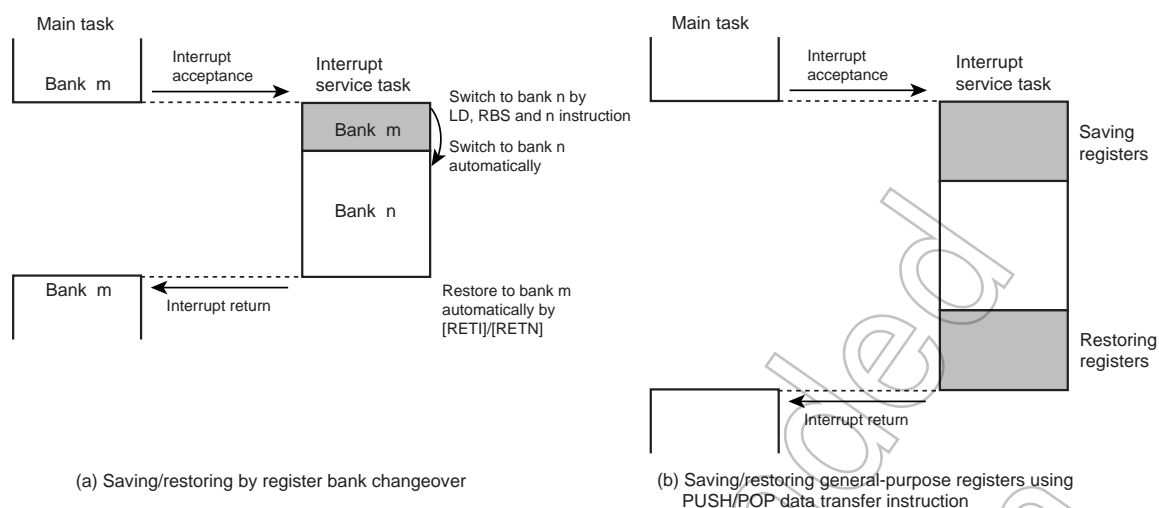 Main task
Bank m
Interrupt
acceptance
Interrupt
service task
Bank m
Switch to bank n by
LD, RBS and n instruction
Switch to bank n
automatically
Bank n
Bank m
Interrupt return
Restore to bank m
automatically by
[RETI]/[RETN]
(a) Saving/restoring by register bank changeover
Main task
Interrupt
acceptance
Interrupt
service task
Saving
registers
Restoring
registers
Interrupt return
(b) Saving/restoring general-purpose registers using
PUSH/POP data transfer instruction